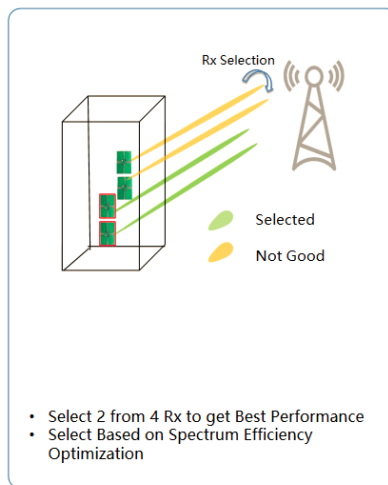 Rx Selection
Selected
Not Good
• Select 2 from 4 Rx to get Best Performance
• Select Based on Spectrum Efficiency
Optimization